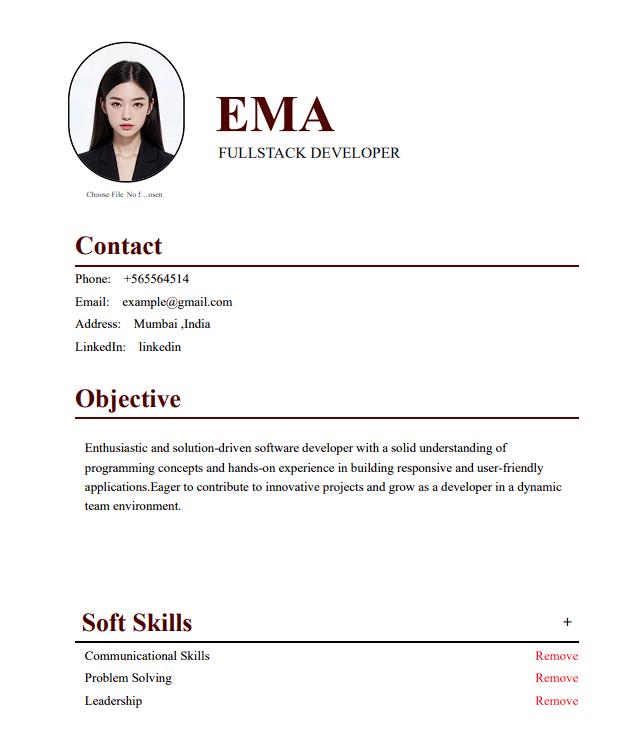 EMA
FULLSTACK DEVELOPER
Choose File No f...osen
Contact
Phone: +565564514
Email: example@gmail.com
Address: Mumbai ,India
LinkedIn: linkedin
Objective
Enthusiastic and solution-driven software developer with a solid understanding of
programming concepts and hands-on experience in building responsive and user-friendly
applications.Eager to contribute to innovative projects and grow as a developer in a dynamic
team environment.
Soft Skills +
Communicational Skills Remove
Problem Solving Remove
Leadership Remove